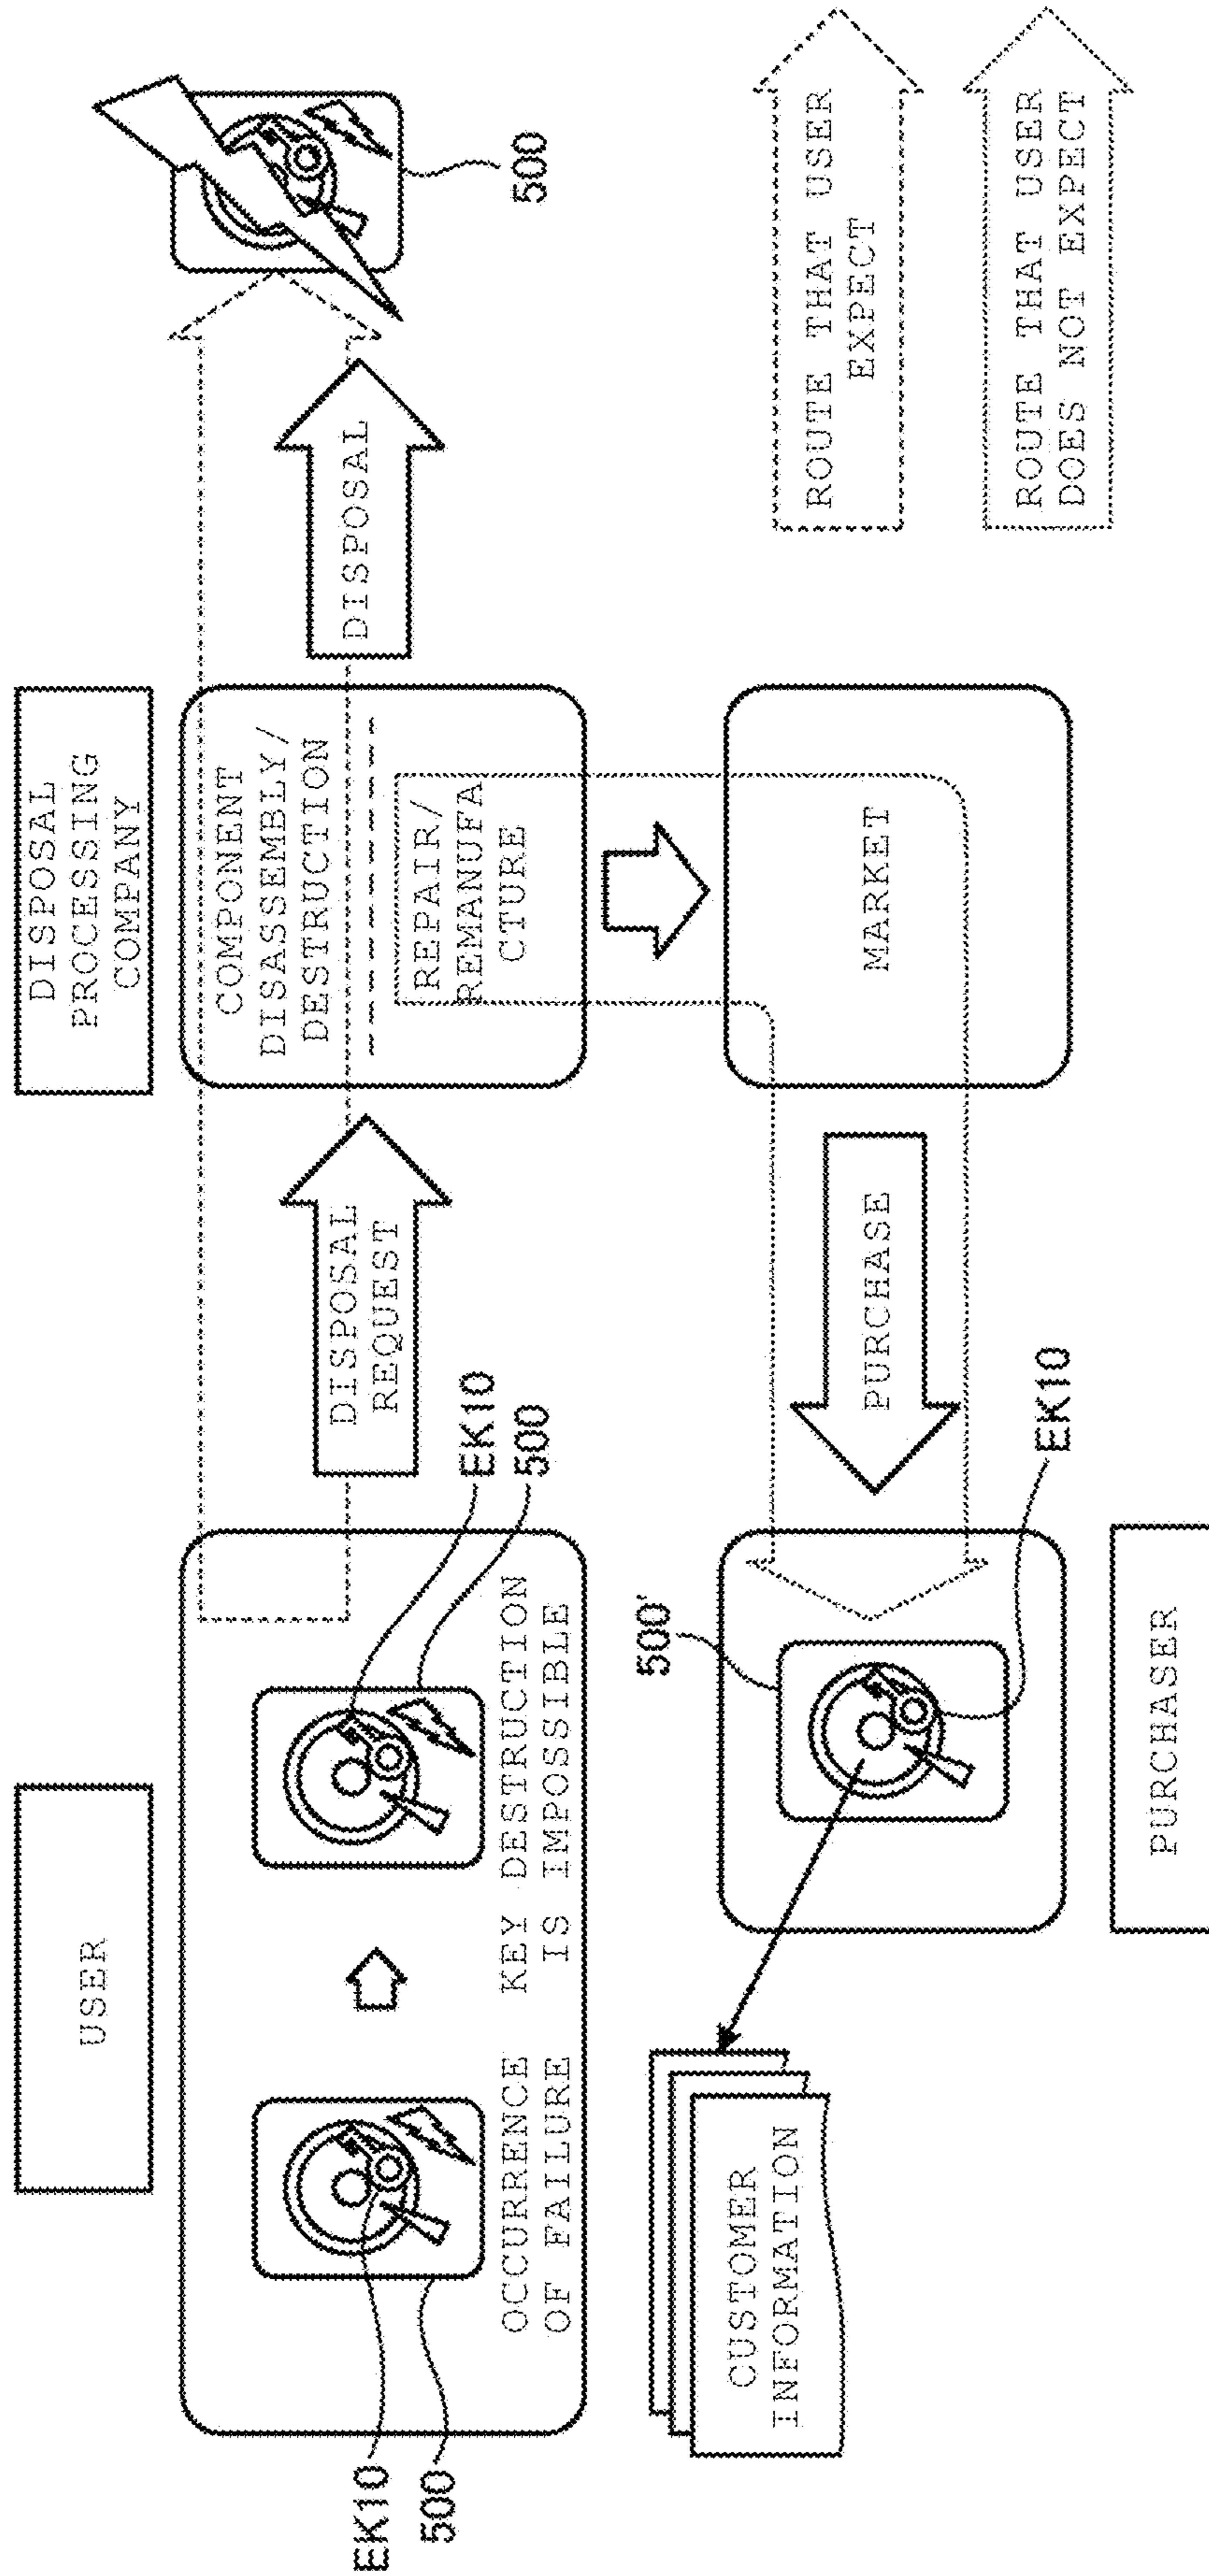 USER
DISPOSAL
PROCESSING
COMPANY
EK10
500
OCCURRENCE
OF FAILURE
KEY DESTRUCTION
IS IMPOSSIBLE
EK10
500
DISPOSAL
REQUEST
COMPONENT
DISASSEMBLY/
DESTRUCTION
REPAIR/
REMANUFA
CTURE
DISPOSAL
500
CUSTOMER
INFORMATION
500'
EK10
PURCHASER
PURCHASE
MARKET
ROUTE THAT USER
EXPECT
ROUTE THAT USER
DOES NOT EXPECT